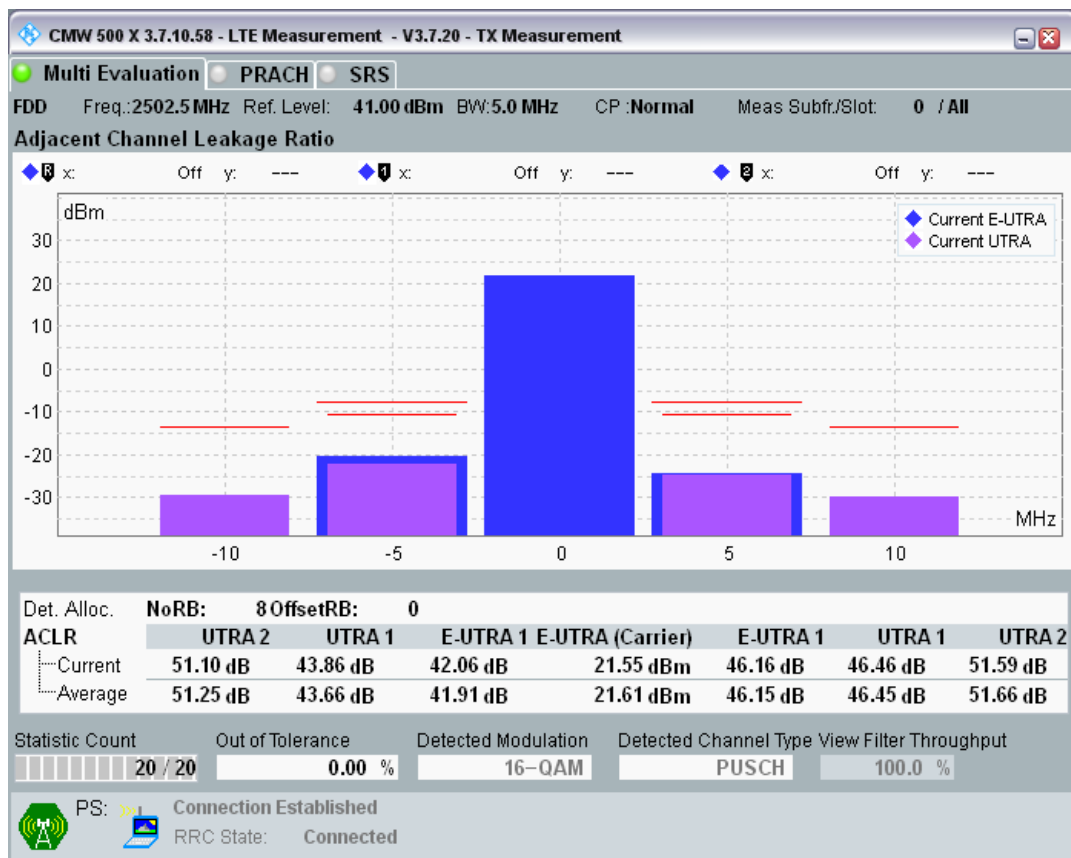 CMW 500 X 3.7.10.58 - LTE Measurement - V3.7.20 - TX Measurement
Multi Evaluation PRACH SRS
FDD Freq.:2502.5 MHz Ref. Level: 41.00 dBm BW:5.0 MHz CP :Normal Meas Subfr./Slot: 0 / All
Adjacent Channel Leakage Ratio
R x: Off y: --- 1 x: Off y: --- 2 x: Off y: ---
dBm
Current E-UTRA
Current UTRA
30
20
10
0
-10
-20
-30
MHz
-10 -5 0 5 10
Det. Alloc. NoRB: 8 OffsetRB: 0
ACLR UTRA 2 UTRA 1 E-UTRA 1 E-UTRA (Carrier) E-UTRA 1 UTRA 1 UTRA 2
Current 51.10 dB 43.86 dB 42.06 dB 21.55 dBm 46.16 dB 46.46 dB 51.59 dB
Average 51.25 dB 43.66 dB 41.91 dB 21.61 dBm 46.15 dB 46.45 dB 51.66 dB
Statistic Count Out of Tolerance Detected Modulation Detected Channel Type View Filter Throughput
20 / 20 0.00 % 16-QAM PUSCH 100.0 %
PS: Connection Established
RRC State: Connected